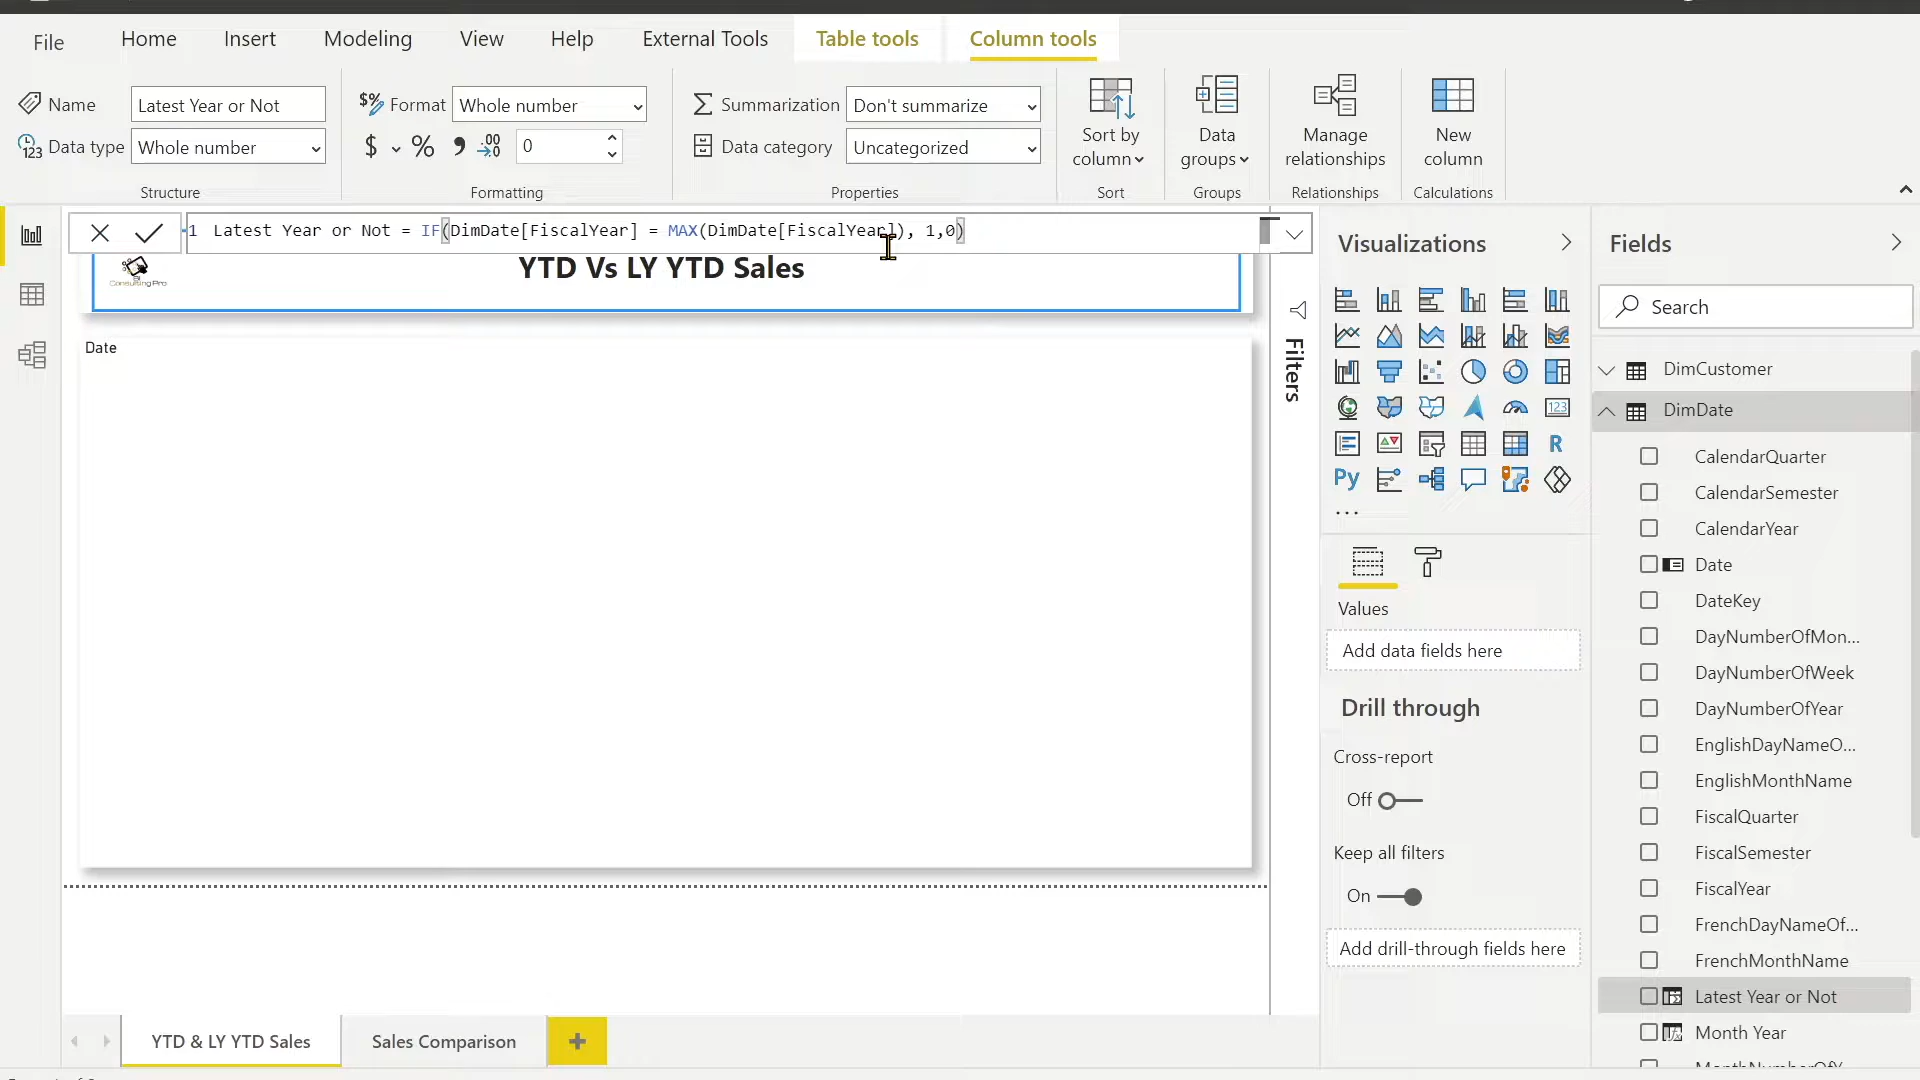 File Home Insert Modeling View Help External Tools Table tools Column tools
Name Latest Year or Not
Data type Whole number
Structure
Format Whole number
$ % 9 .00 0
Formatting
Summarization Don't summarize
Data category Uncategorized
Properties
Sort by column
Sort
Data groups
Groups
Manage relationships
Relationships
New column
Calculations
1 Latest Year or Not = IF(DimDate[FiscalYear] = MAX(DimDate[FiscalYear]), 1,0)
Consulting Pro
YTD Vs LY YTD Sales
Date
Filters
Visualizations
123
R
Py
...
Values
Add data fields here
Drill through
Cross-report
Off
Keep all filters
On
Add drill-through fields here
Fields
Search
DimCustomer
DimDate
CalendarQuarter
CalendarSemester
CalendarYear
Date
DateKey
DayNumberOfMon...
DayNumberOfWeek
DayNumberOfYear
EnglishDayNameO...
EnglishMonthName
FiscalQuarter
FiscalSemester
FiscalYear
FrenchDayNameOf...
FrenchMonthName
Latest Year or Not
Month Year
YTD & LY YTD Sales
Sales Comparison
+